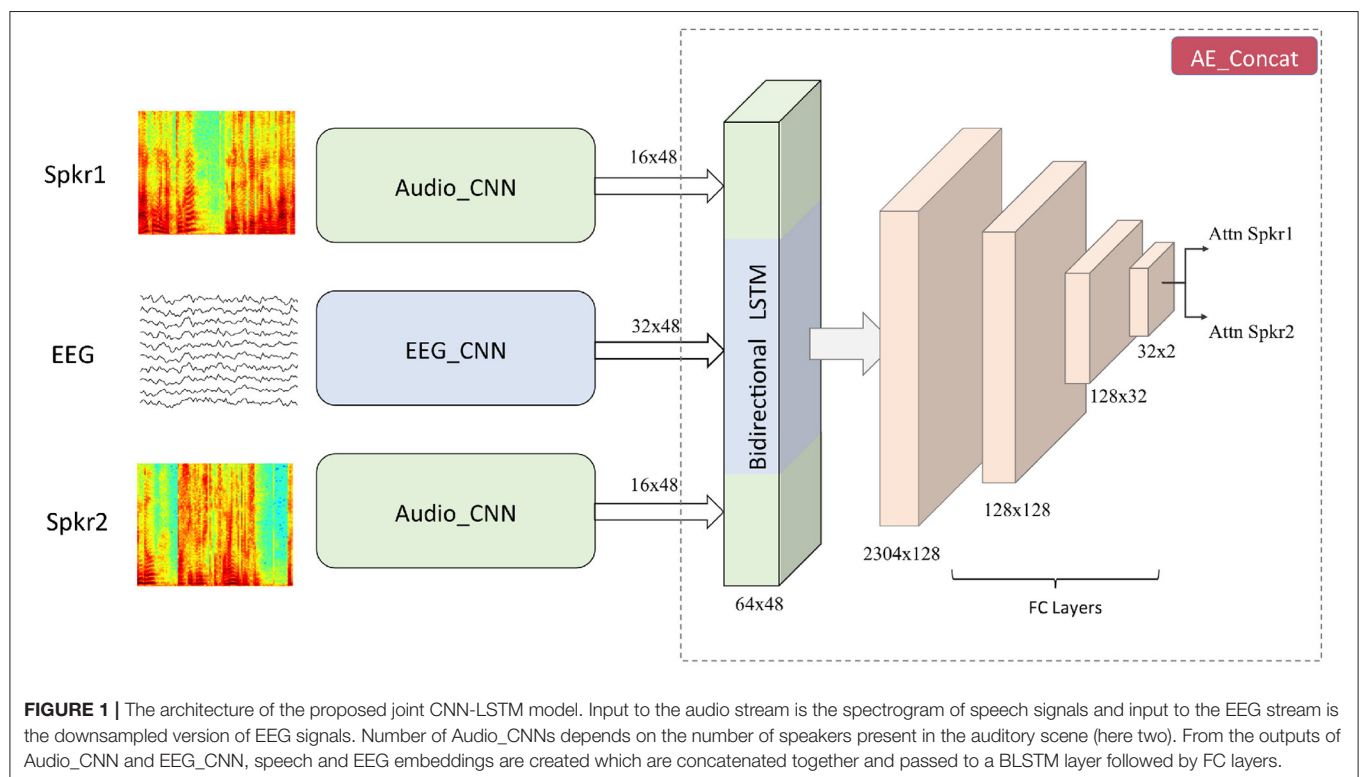 AE_Concat
Spkr1
Audio_CNN
16x48
EEG
EEG_CNN
32x48
Spkr2
Audio_CNN
16x48
Bidirectional LSTM
64x48
2304x128
128x128
128x32
32x2
FC Layers
Attn Spkr1
Attn Spkr2
FIGURE 1 | The architecture of the proposed joint CNN-LSTM model. Input to the audio stream is the spectrogram of speech signals and input to the EEG stream is
the downsampled version of EEG signals. Number of Audio_CNNs depends on the number of speakers present in the auditory scene (here two). From the outputs of
Audio_CNN and EEG_CNN, speech and EEG embeddings are created which are concatenated together and passed to a BLSTM layer followed by FC layers.